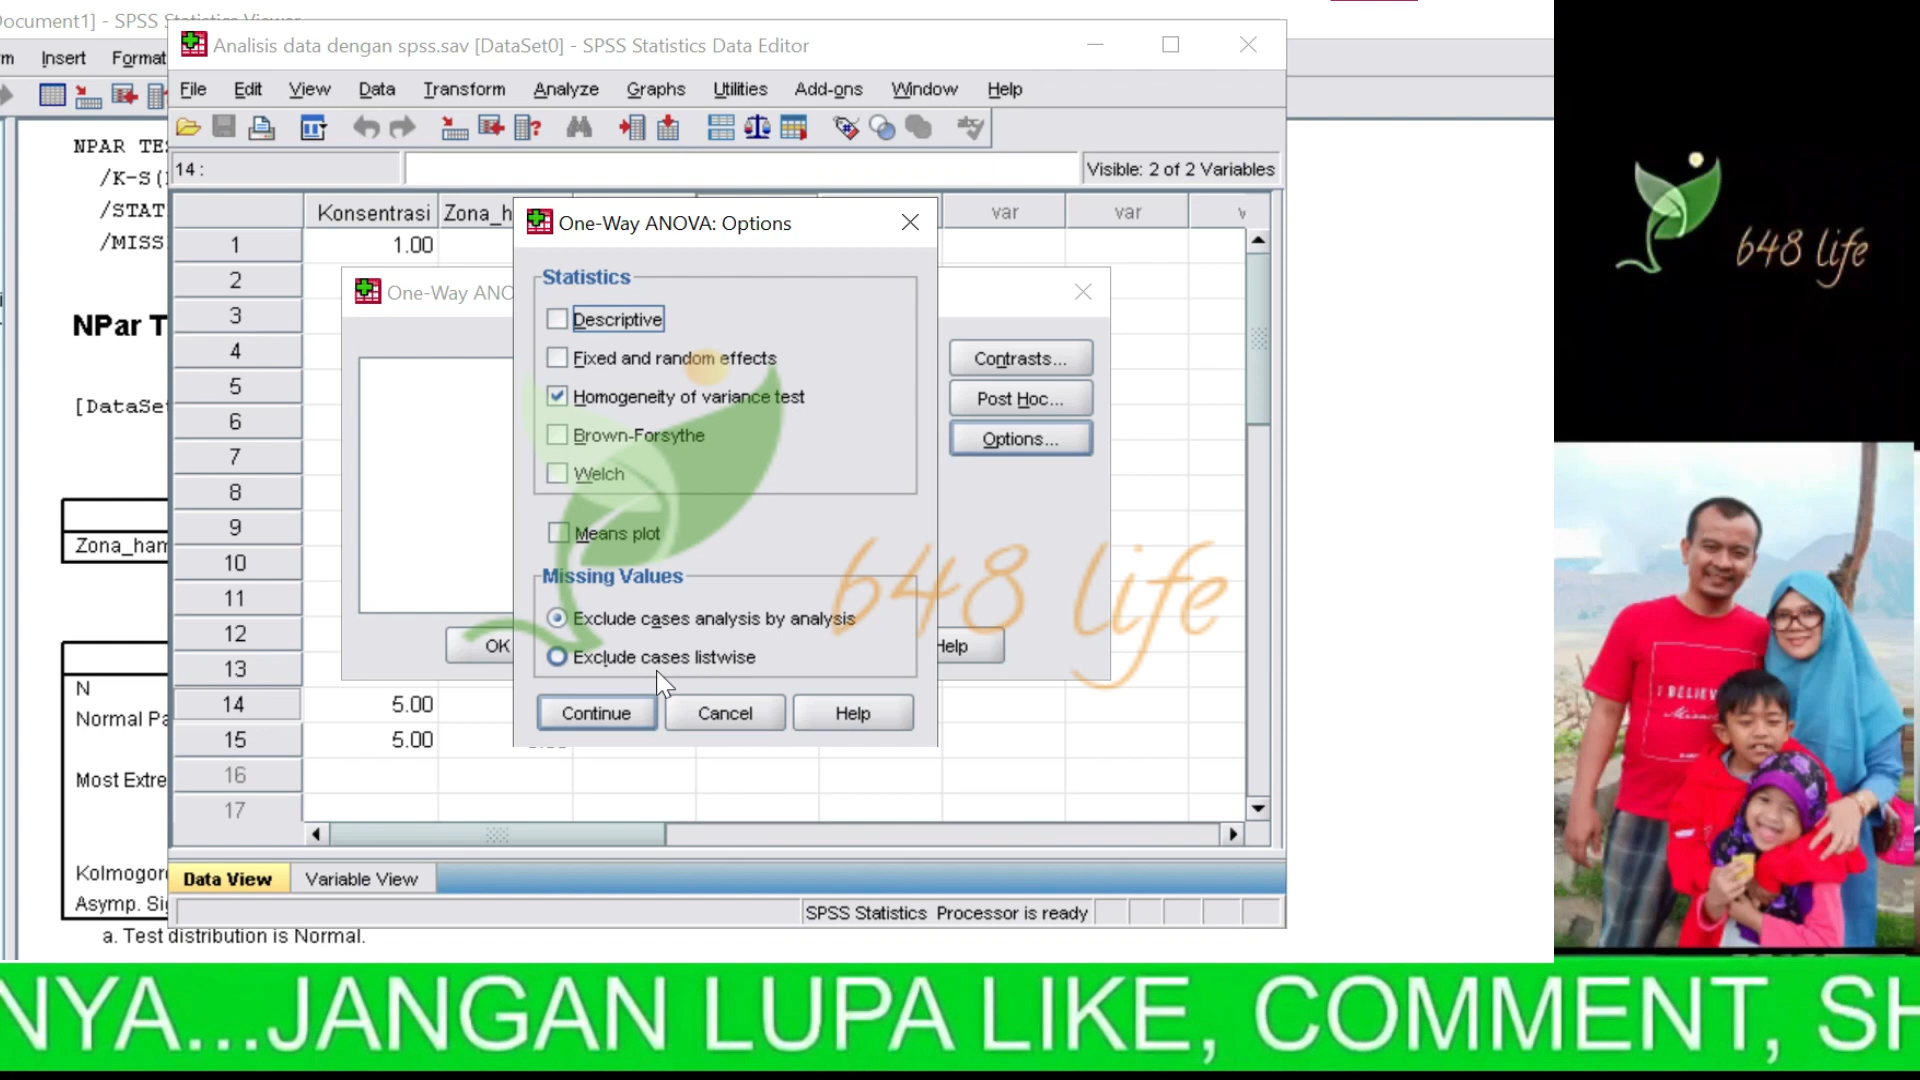 Document1] - SPSS Statistics Viewer
Insert Format
NPAR TE
/K-S(
/STAT
/MISS
NPar T
[DataSet
Zona_ham
N
Normal Pa
Most Extre
Kolmogoro
Asymp. Si
a. Test distribution is Normal.
Analisis data dengan spss.sav [DataSet0] - SPSS Statistics Data Editor
File Edit View Data Transform Analyze Graphs Utilities Add-ons Window Help
14 :
Visible: 2 of 2 Variables
Konsentrasi Zona_h var var v
1 1.00
2
3
4
5
6
7
8
9
10
11
12
13
14 5.00
15 5.00
16
17
One-Way ANO
Contrasts...
Post Hoc...
Options...
OK
Help
One-Way ANOVA: Options
Statistics
Descriptive
Fixed and random effects
Homogeneity of variance test
Brown-Forsythe
Welch
Means plot
Missing Values
Exclude cases analysis by analysis
Exclude cases listwise
Continue Cancel Help
648 life
Data View Variable View
SPSS Statistics Processor is ready
648 life
I BELIEVE
NYA...JANGAN LUPA LIKE, COMMENT, SH